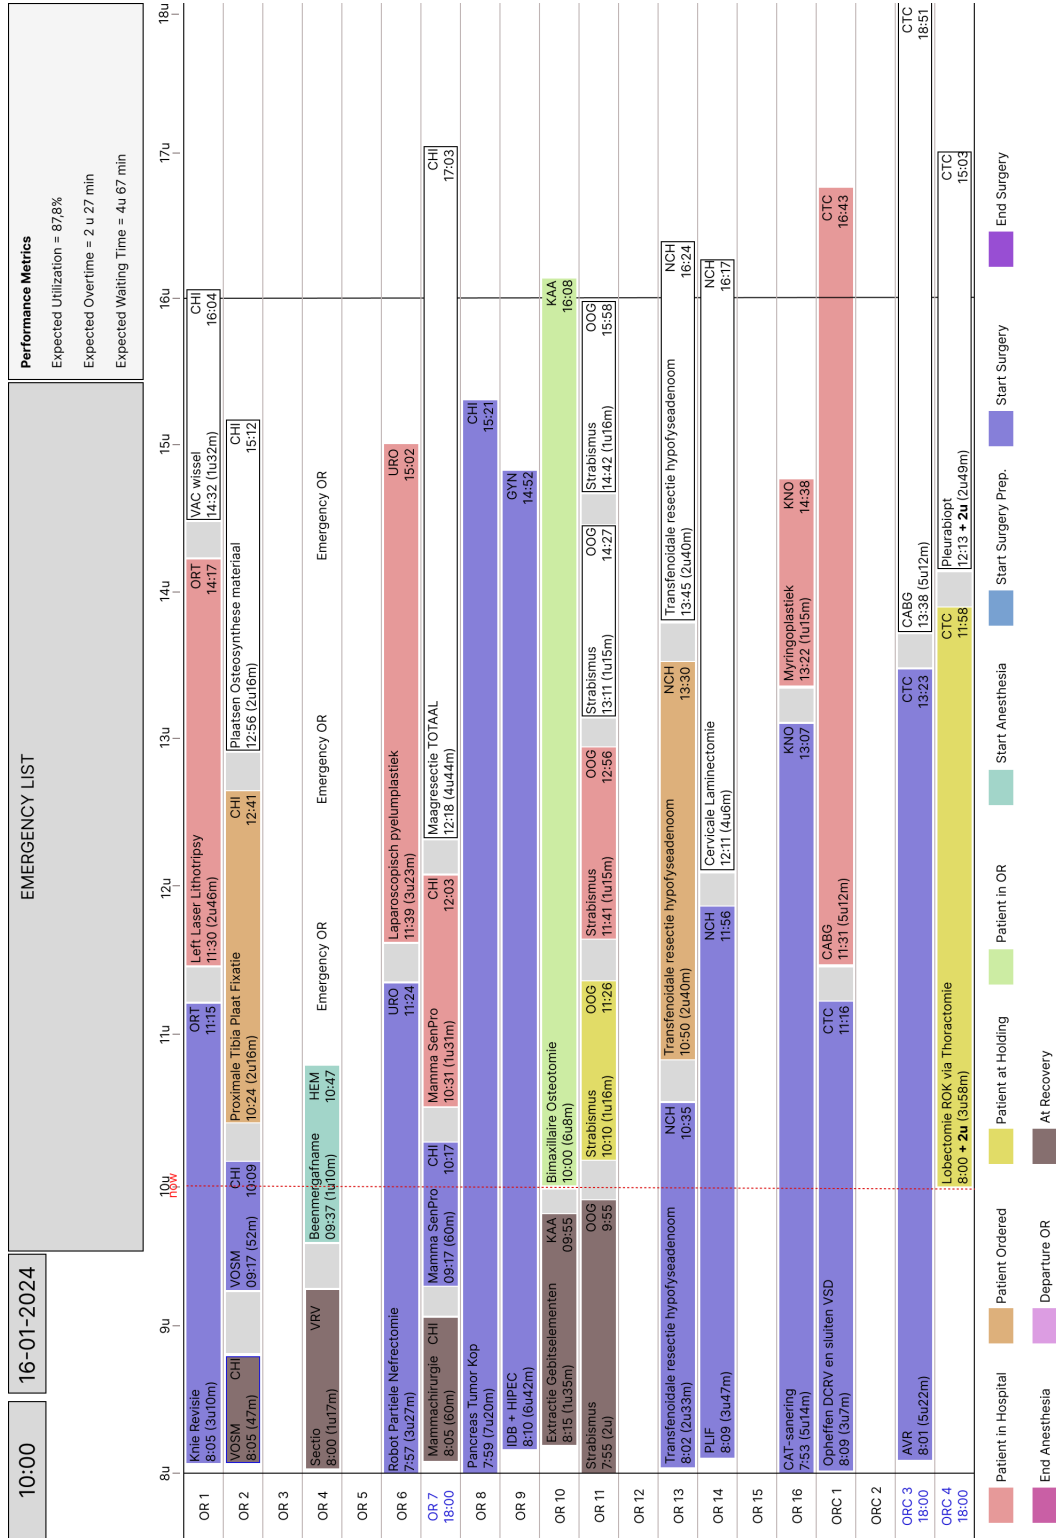 10:00
16-01-2024
EMERGENCY LIST
Performance Metrics
Expected Utilization = 87,8%
Expected Overtime = 2 u 27 min
Expected Waiting Time = 4u 67 min
8u
9u
10u
now
11u
12u
13u
14u
15u
16u
17u
18u
OR 1
Knie Revisie
8:05 (3u10m)
ORT
11:15
Left Laser Lithotripsy
11:30 (2u46m)
ORT
14:17
VAC wissel
14:32 (1u32m)
CHI
16:04
OR 2
VOSM
8:05 (47m)
CHI
VOSM
09:17 (52m)
CHI
10:09
Proximale Tibia Plaat Fixatie
10:24 (2u16m)
CHI
12:41
Plaatsen Osteosynthese materiaal
12:56 (2u16m)
CHI
15:12
OR 3
OR 4
Sectio
8:00 (1u17m)
VRV
Beenmergafname
09:37 (1u10m)
HEM
10:47
Emergency OR
Emergency OR
Emergency OR
OR 5
OR 6
Robot Partiele Nefrectomie
7:57 (3u27m)
URO
11:24
Laparoscopisch pyelumplastiek
11:39 (3u23m)
URO
15:02
OR 7
18:00
Mammachirurgie
8:05 (60m)
CHI
Mamma SenPro
09:17 (60m)
CHI
10:17
Mamma SenPro
10:31 (1u31m)
CHI
12:03
Maagresectie TOTAAL
12:18 (4u44m)
CHI
17:03
OR 8
Pancreas Tumor Kop
7:59 (7u20m)
CHI
15:21
OR 9
IDB + HIPEC
8:10 (6u42m)
GYN
14:52
OR 10
Extractie Gebitselementen
8:15 (1u35m)
KAA
09:55
Bimaxillaire Osteotomie
10:00 (6u8m)
KAA
16:08
OR 11
Strabismus
7:55 (2u)
OOG
9:55
Strabismus
10:10 (1u16m)
OOG
11:26
Strabismus
11:41 (1u15m)
OOG
12:56
Strabismus
13:11 (1u15m)
OOG
14:27
Strabismus
14:42 (1u16m)
OOG
15:58
OR 12
OR 13
Transfenoidale resectie hypofyseadenoom
8:02 (2u33m)
NCH
10:35
Transfenoidale resectie hypofyseadenoom
10:50 (2u40m)
NCH
13:30
Transfenoidale resectie hypofyseadenoom
13:45 (2u40m)
NCH
16:24
OR 14
PLIF
8:09 (3u47m)
NCH
11:56
Cervicale Laminectomie
12:11 (4u6m)
NCH
16:17
OR 15
OR 16
CAT-sanering
7:53 (5u14m)
KNO
13:07
Myringoplastiek
13:22 (1u15m)
KNO
14:38
ORC 1
Opheffen DCRV en sluiten VSD
8:09 (3u7m)
CTC
11:16
CABG
11:31 (5u12m)
CTC
16:43
ORC 2
ORC 3
18:00
AVR
8:01 (5u22m)
CTC
13:23
CABG
13:38 (5u12m)
CTC
18:51
ORC 4
18:00
Lobectomie ROK via Thoractomie
8:00 + 2u (3u58m)
CTC
11:58
Pleurabiopt
12:13 + 2u (2u49m)
CTC
15:03
Patient in Hospital
Patient Ordered
Patient at Holding
Patient in OR
Start Anesthesia
Start Surgery Prep.
Start Surgery
End Surgery
End Anesthesia
Departure OR
At Recovery